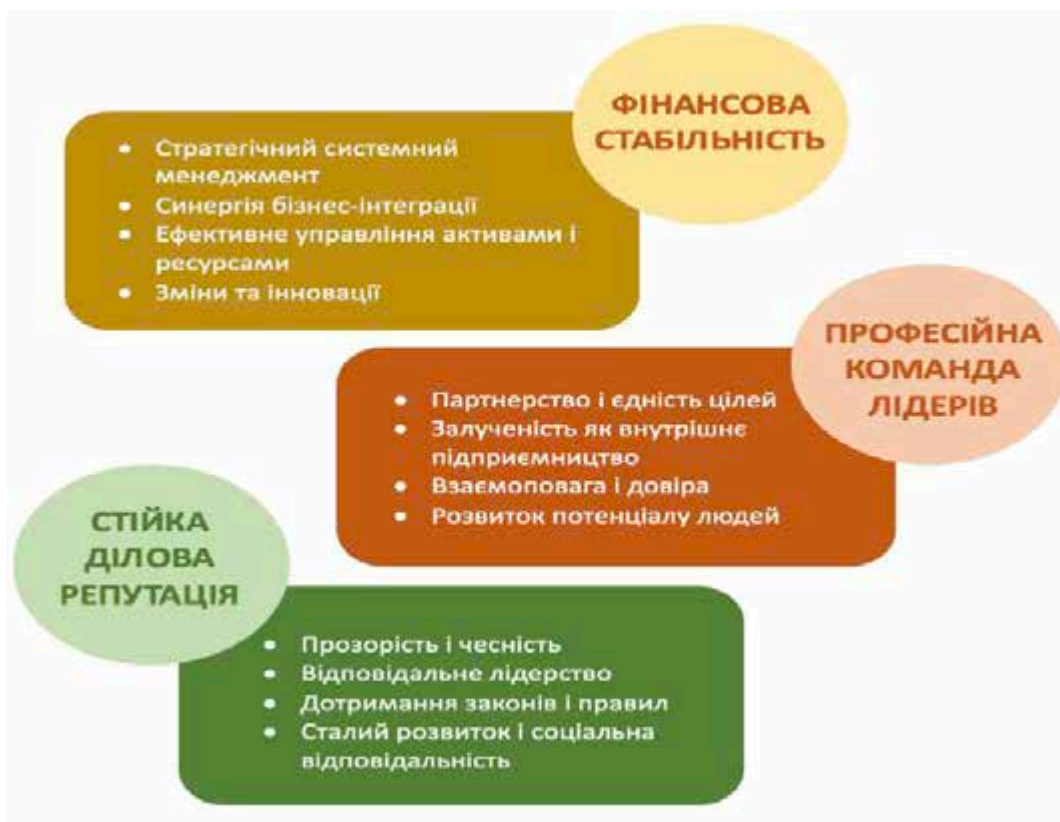 ФІНАНСОВА
СТАБІЛЬНІСТЬ
• Стратегічний системний
менеджмент
• Синергія бізнес-інтеграції
• Ефективне управління активами і
ресурсами
• Зміни та інновації
ПРОФЕСІЙНА
КОМАНДА
ЛІДЕРІВ
• Партнерство і єдність цілей
• Залученість як внутрішнє
підприємництво
• Взаємоповага і довіра
• Розвиток потенціалу людей
СТІЙКА
ДІЛОВА
РЕПУТАЦІЯ
• Прозорість і чесність
• Відповідальне лідерство
• Дотримання законів і правил
• Сталий розвиток і соціальна
відповідальність